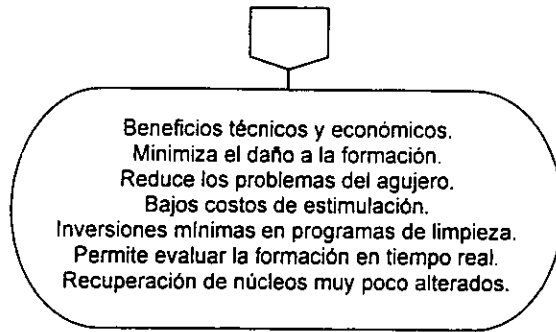 Beneficios técnicos y económicos.
Minimiza el daño a la formación.
Reduce los problemas del agujero.
Bajos costos de estimulación.
Inversiones mínimas en programas de limpieza.
Permite evaluar la formación en tiempo real.
Recuperación de núcleos muy poco alterados.